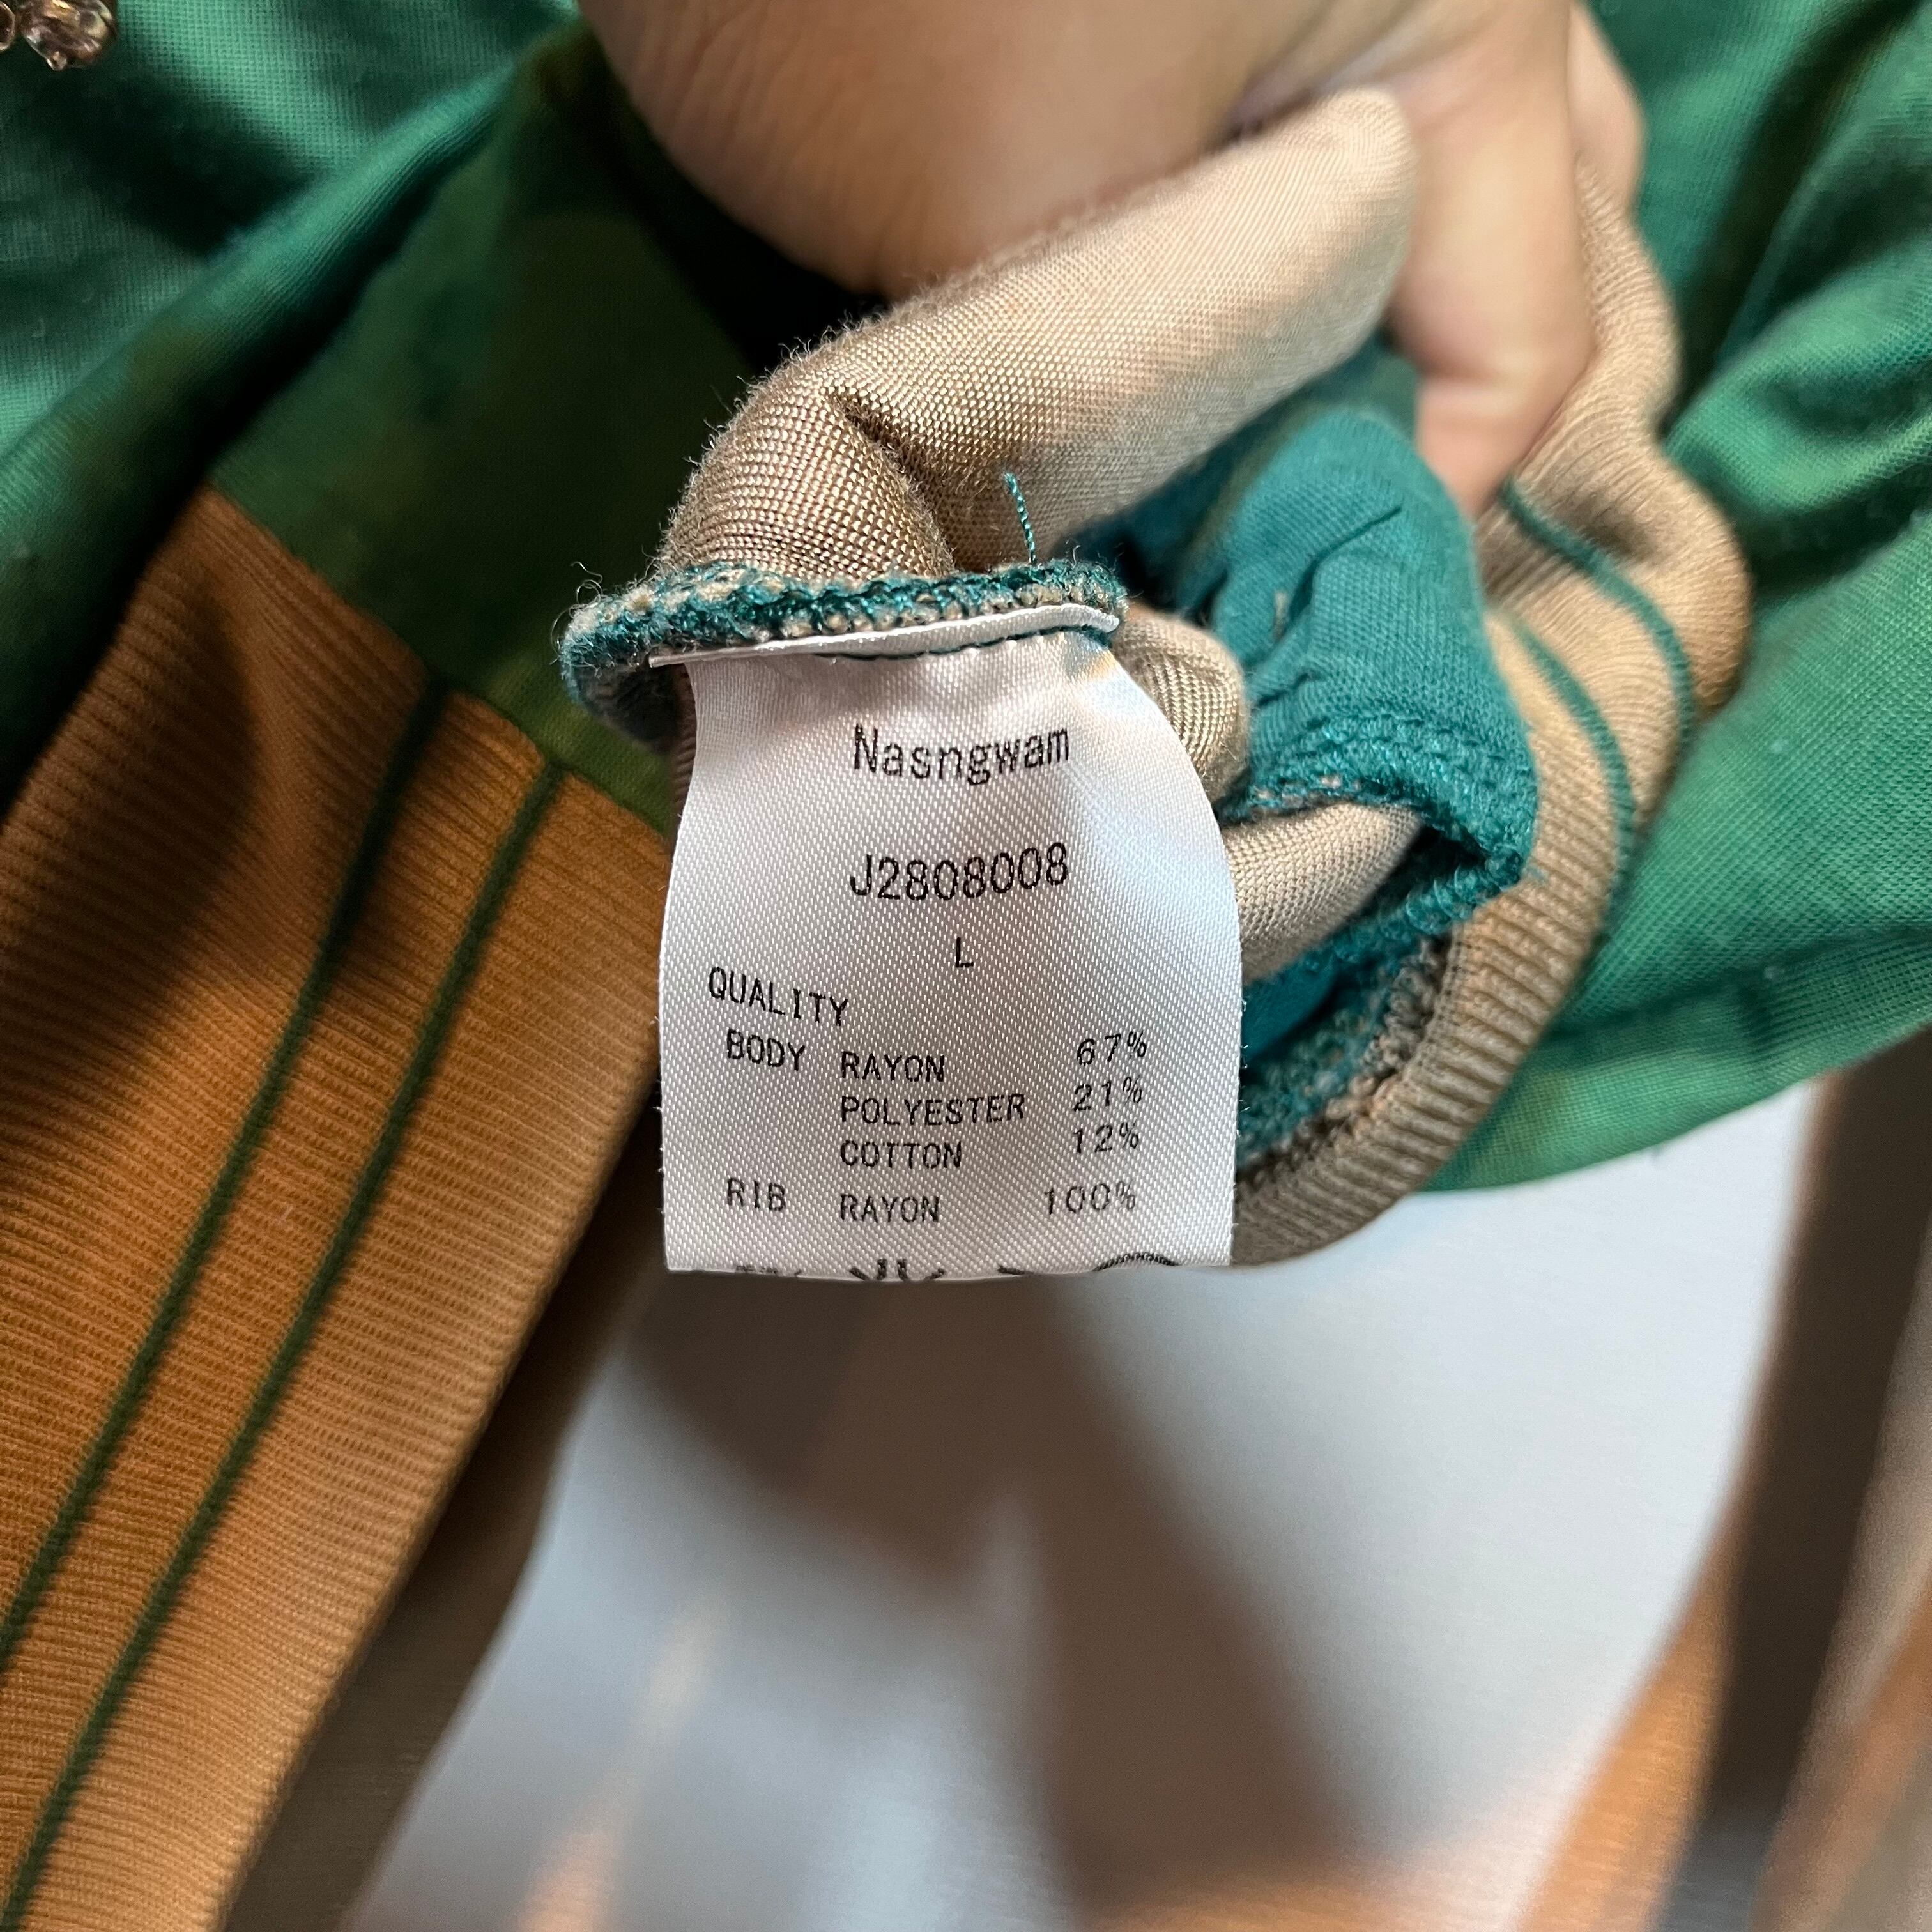 Nasngwam
J2808008
L
QUALITY
BODY RAYON 67%
POLYESTER 21%
COTTON 12%
RIB RAYON 100%